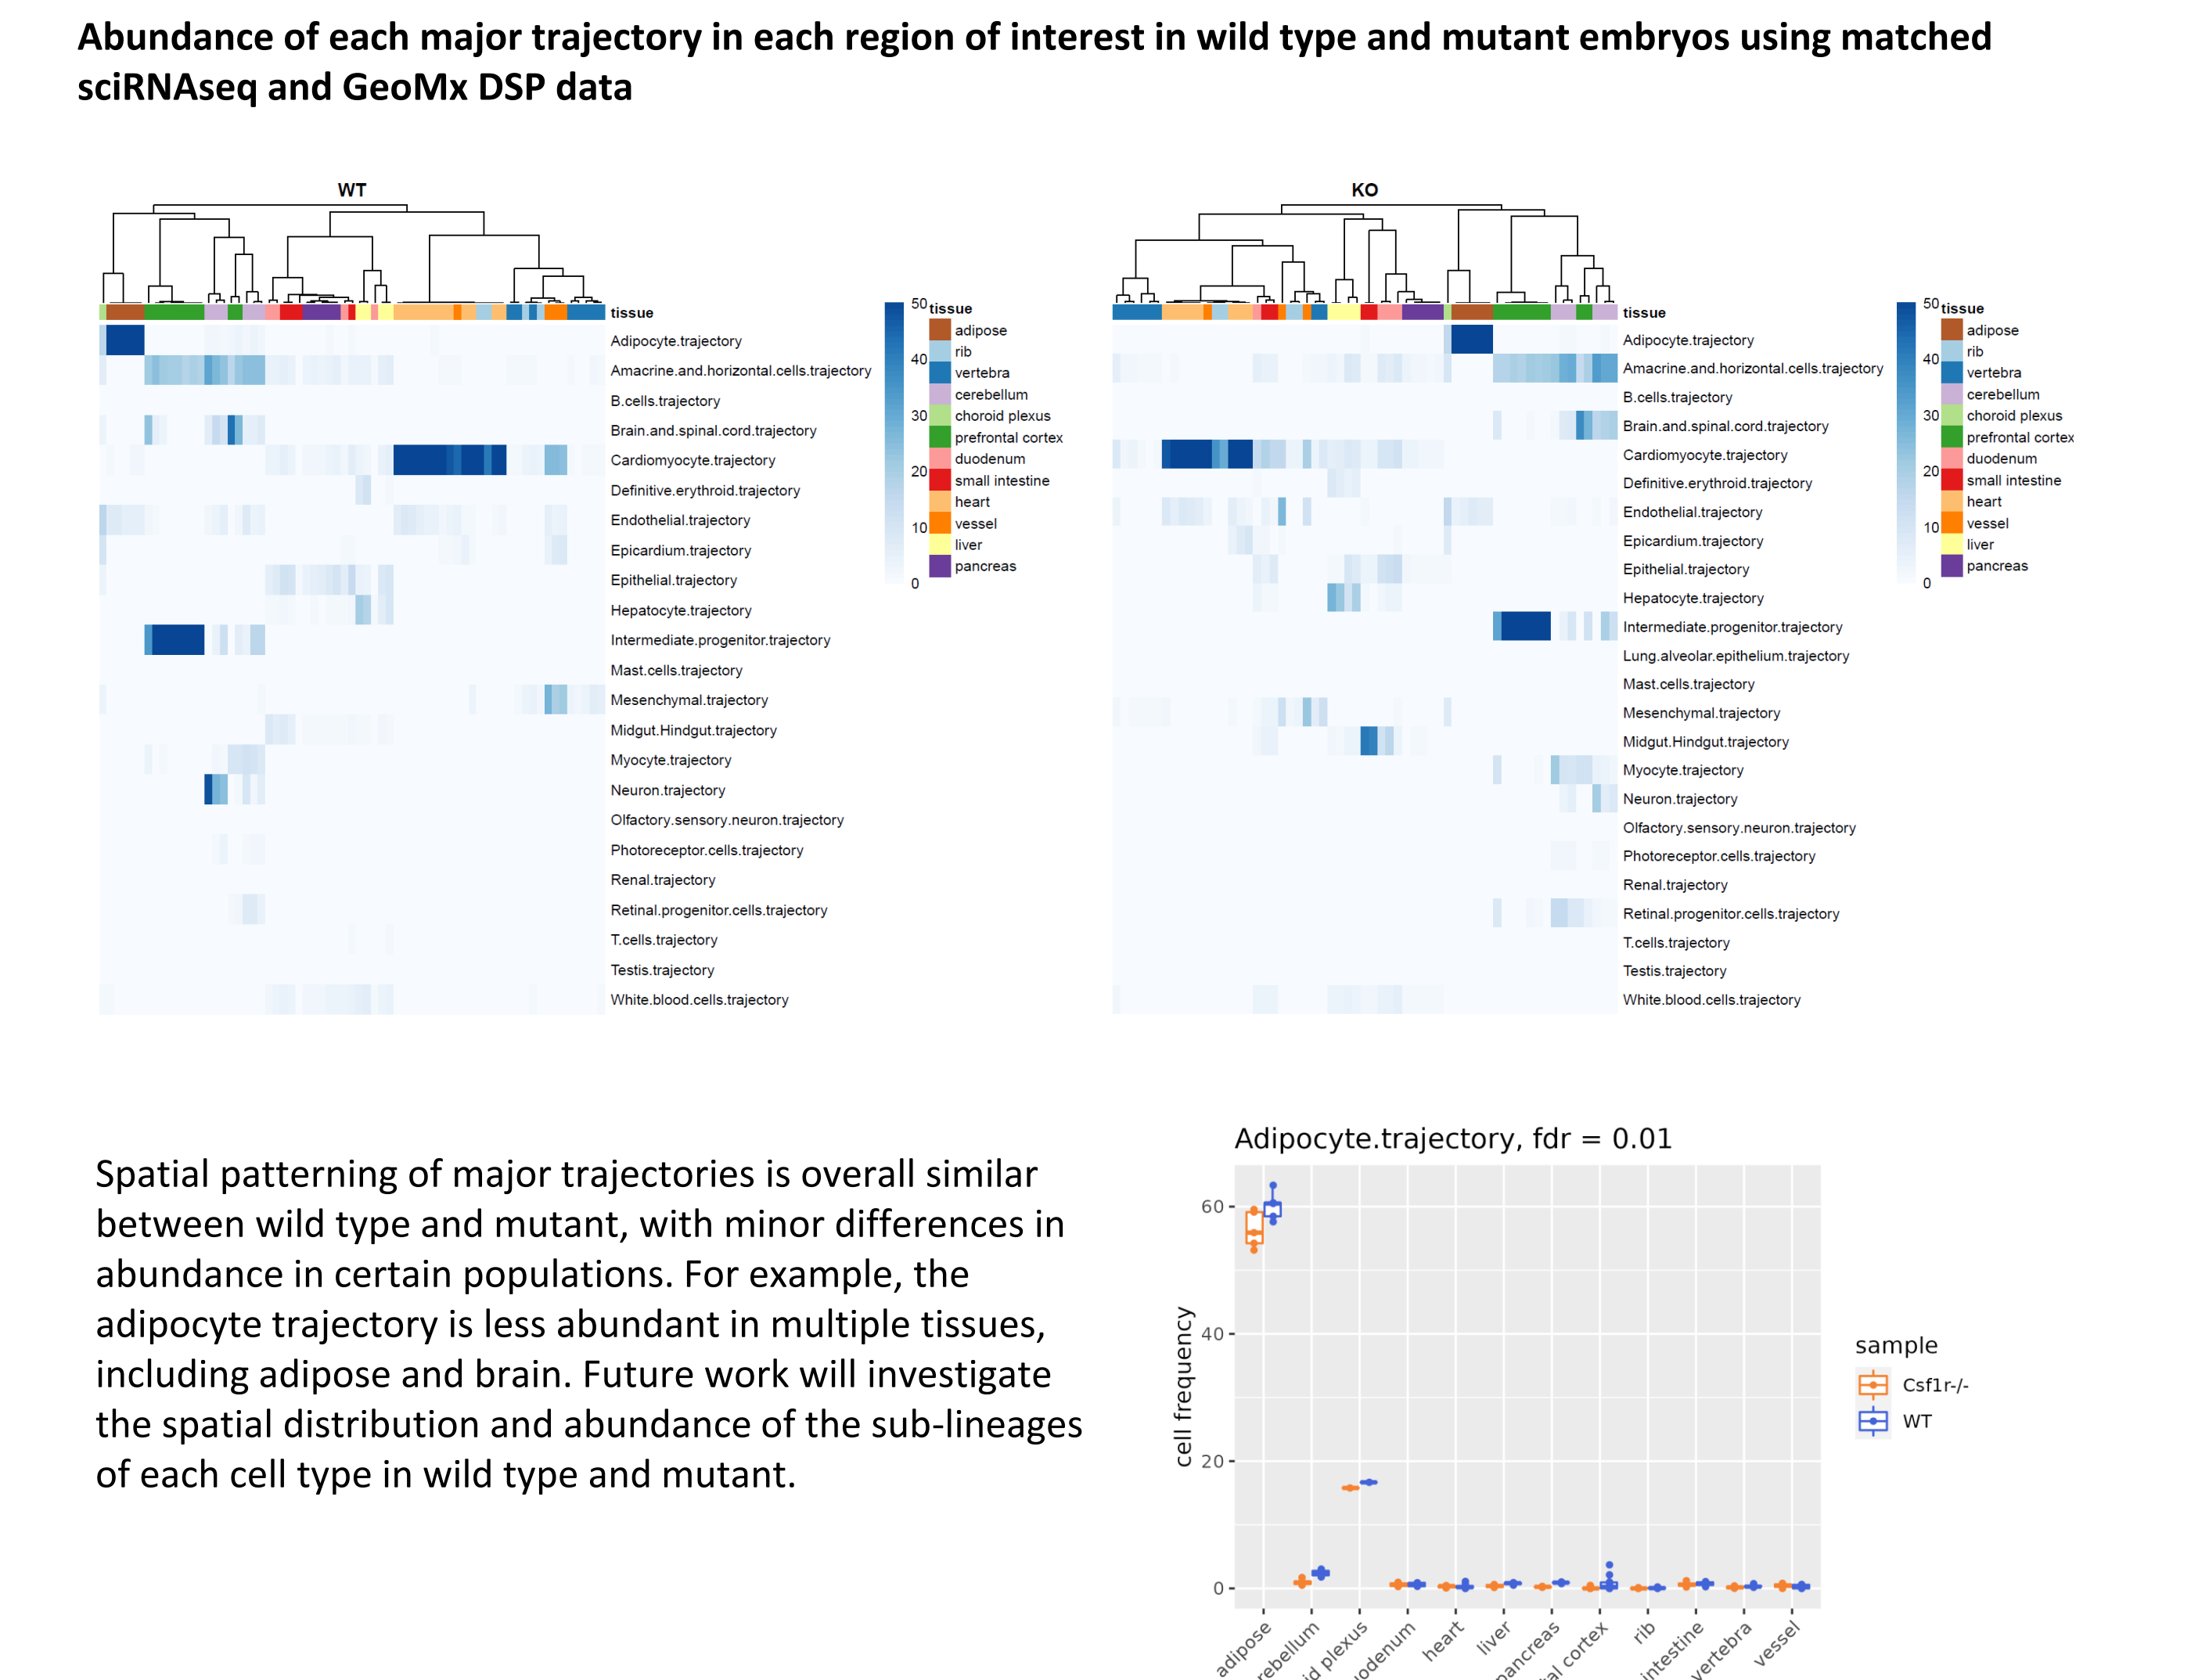 Abundance of each major trajectory in each region of interest in wild type and mutant embryos using matched
sciRNAseq and GeoMx DSP data
WT
tissue
Adipocyte.trajectory
Amacrine.and.horizontal.cells.trajectory
B.cells.trajectory
Brain.and.spinal.cord.trajectory
Cardiomyocyte.trajectory
Definitive.erythroid.trajectory
Endothelial.trajectory
Epicardium.trajectory
Epithelial.trajectory
Hepatocyte.trajectory
Intermediate.progenitor.trajectory
Mast.cells.trajectory
Mesenchymal.trajectory
Midgut.Hindgut.trajectory
Myocyte.trajectory
Neuron.trajectory
Olfactory.sensory.neuron.trajectory
Photoreceptor.cells.trajectory
Renal.trajectory
Retinal.progenitor.cells.trajectory
T.cells.trajectory
Testis.trajectory
White.blood.cells.trajectory
50
40
30
20
10
0
tissue
adipose
rib
vertebra
cerebellum
choroid plexus
prefrontal cortex
duodenum
small intestine
heart
vessel
liver
pancreas
KO
tissue
Adipocyte.trajectory
Amacrine.and.horizontal.cells.trajectory
B.cells.trajectory
Brain.and.spinal.cord.trajectory
Cardiomyocyte.trajectory
Definitive.erythroid.trajectory
Endothelial.trajectory
Epicardium.trajectory
Epithelial.trajectory
Hepatocyte.trajectory
Intermediate.progenitor.trajectory
Lung.alveolar.epithelium.trajectory
Mast.cells.trajectory
Mesenchymal.trajectory
Midgut.Hindgut.trajectory
Myocyte.trajectory
Neuron.trajectory
Olfactory.sensory.neuron.trajectory
Photoreceptor.cells.trajectory
Renal.trajectory
Retinal.progenitor.cells.trajectory
T.cells.trajectory
Testis.trajectory
White.blood.cells.trajectory
50
40
30
20
10
0
tissue
adipose
rib
vertebra
cerebellum
choroid plexus
prefrontal cortex
duodenum
small intestine
heart
vessel
liver
pancreas
Spatial patterning of major trajectories is overall similar
between wild type and mutant, with minor differences in
abundance in certain populations. For example, the
adipocyte trajectory is less abundant in multiple tissues,
including adipose and brain. Future work will investigate
the spatial distribution and abundance of the sub-lineages
of each cell type in wild type and mutant.
Adipocyte.trajectory, fdr = 0.01
cell frequency
60
40
20
0
adipose
rebellum
id plexus
uodenum
heart
liver
pancreas
al cortex
rib
intestine
vertebra
vessel
sample
Csf1r-/-
WT